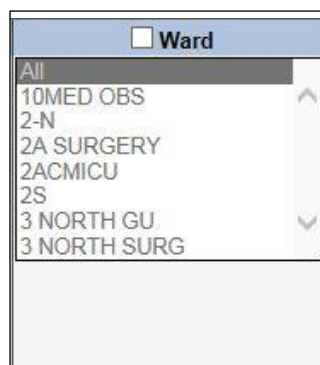 Ward
All
10MED OBS
2-N
2A SURGERY
2ACMICU
2S
3 NORTH GU
3 NORTH SURG